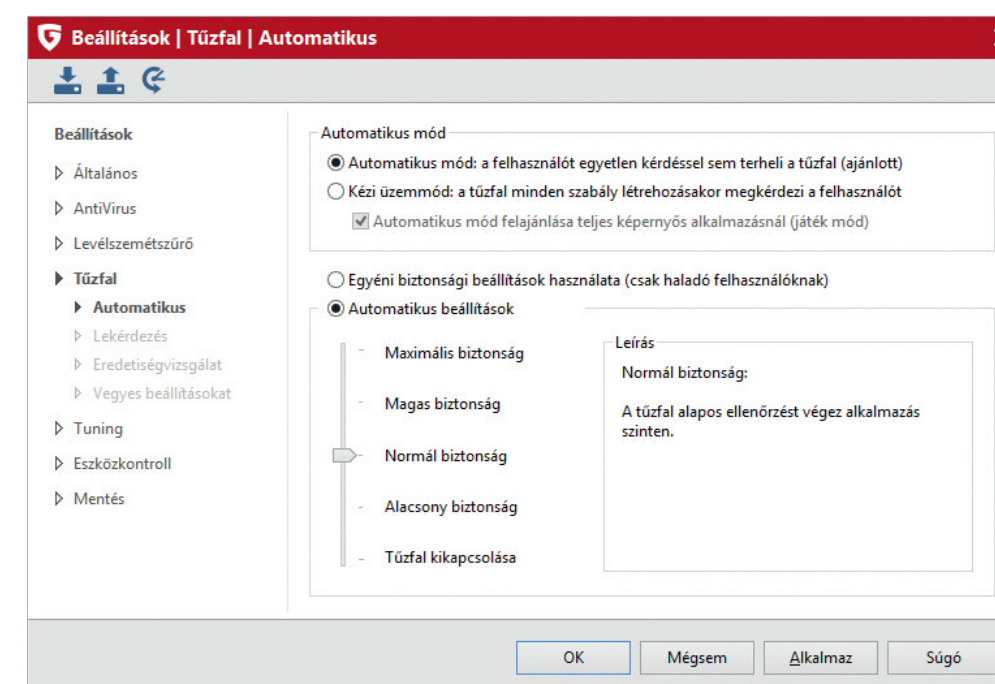 Beállítások | Tűzfal | Automatikus
Beállítások
Általános
AntiVirus
Levélszemétszűrő
Tűzfal
Automatikus
Lekérdezés
Eredetiségvizsgálat
Vegyes beállításokat
Tuning
Eszközkontroll
Mentés
Automatikus mód
Automatikus mód: a felhasználót egyetlen kérdéssel sem terheli a tűzfal (ajánlott)
Kézi üzemmód: a tűzfal minden szabály létrehozásakor megkérdezi a felhasználót
Automatikus mód felajánlása teljes képernyős alkalmazásnál (játék mód)
Egyéni biztonsági beállítások használata (csak haladó felhasználóknak)
Automatikus beállítások
Maximális biztonság
Magas biztonság
Normál biztonság
Alacsony biztonság
Tűzfal kikapcsolása
Leírás
Normál biztonság:
A tűzfal alapos ellenőrzést végez alkalmazás
szinten.
OK
Mégsem
Alkalmaz
Súgó